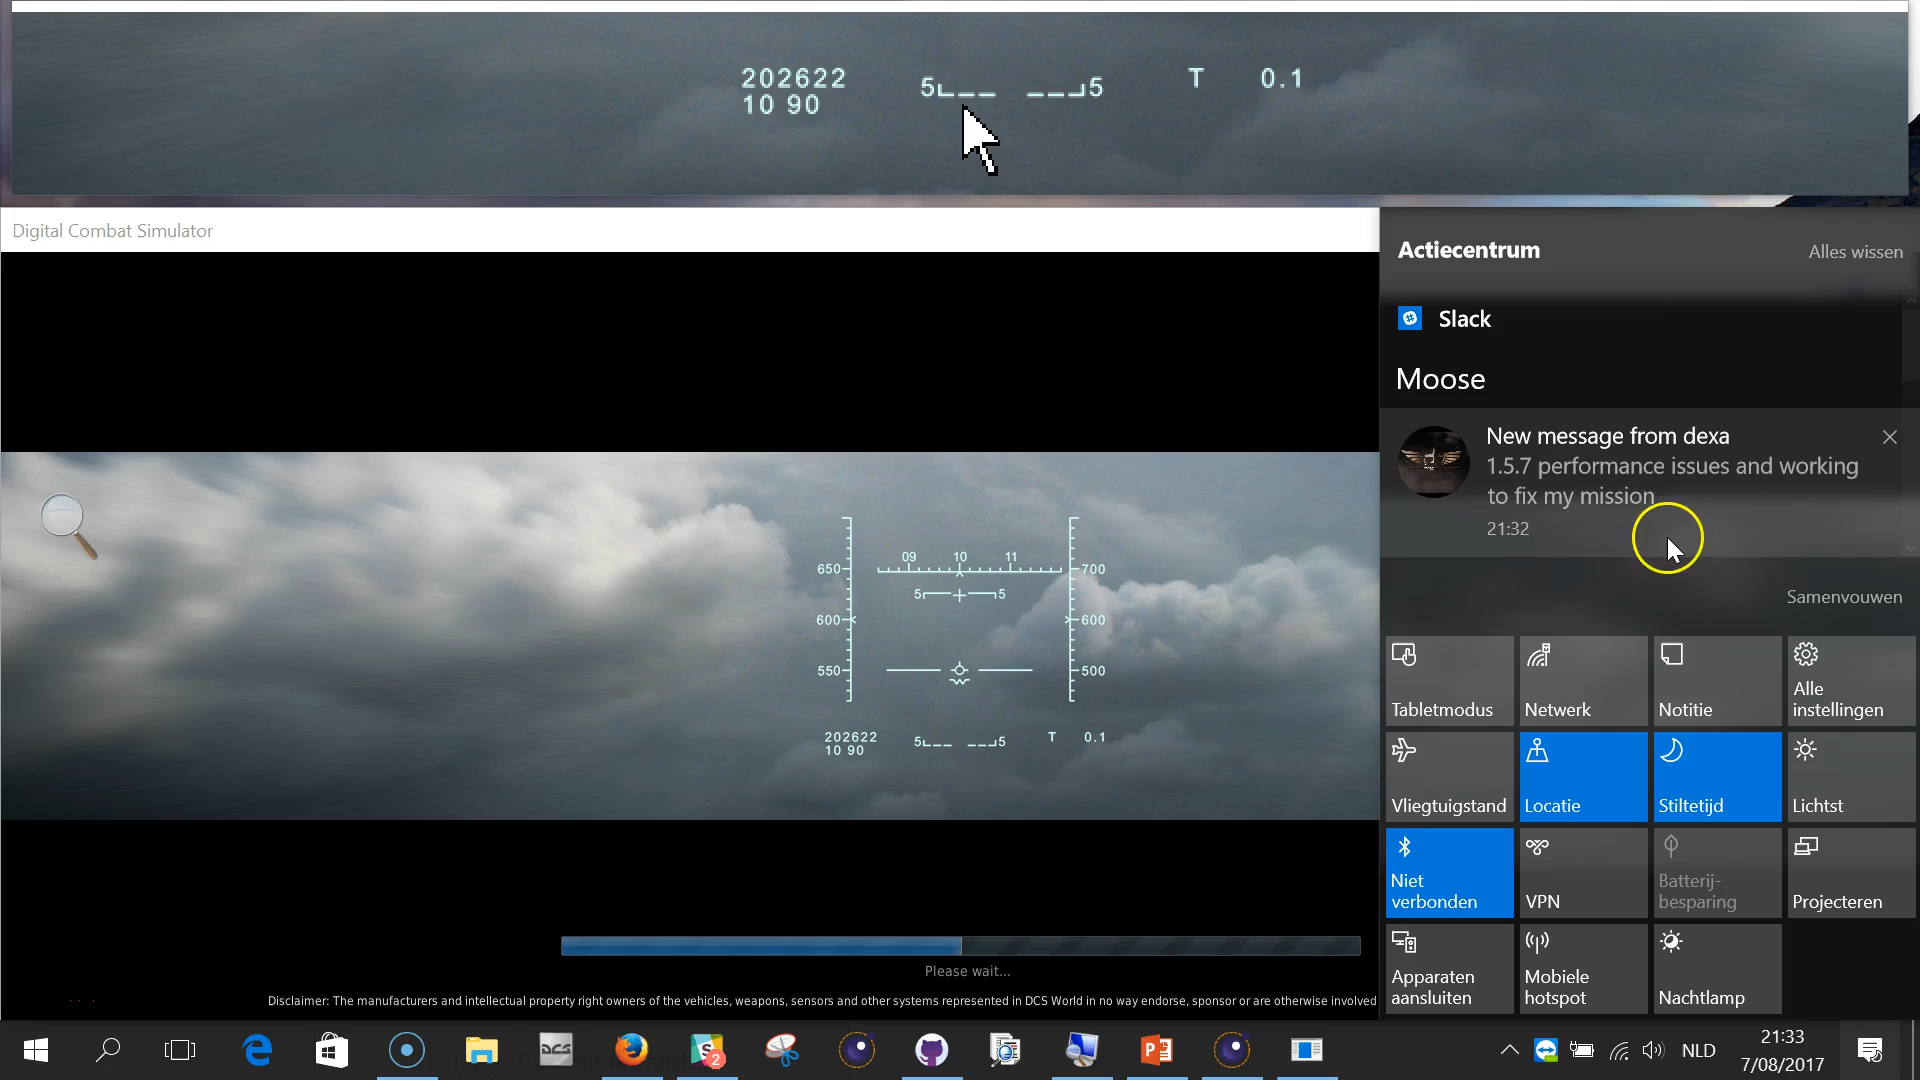 202622
10 90
5 5
T 0.1
Digital Combat Simulator
09 10 11
650 700
5 5
600 600
550 500
202622
10 90
5 5
T 0.1
Please wait...
Disclaimer: The manufacturers and intellectual property right owners of the vehicles, weapons, sensors and other systems represented in DCS World in no way endorse, sponsor or are otherwise involved
Actiecentrum
Alles wissen
Slack
Moose
New message from dexa
1.5.7 performance issues and working
to fix my mission
21:32
Samenvouwen
Tabletmodus
Netwerk
Notitie
Alle
instellingen
Vliegtuigstand
Locatie
Stiltetijd
Lichtst
Niet
verbonden
VPN
Batterij-
besparing
Projecteren
Apparaten
aansluiten
Mobiele
hotspot
Nachtlamp
DCS
2
NLD
21:33
7/08/2017